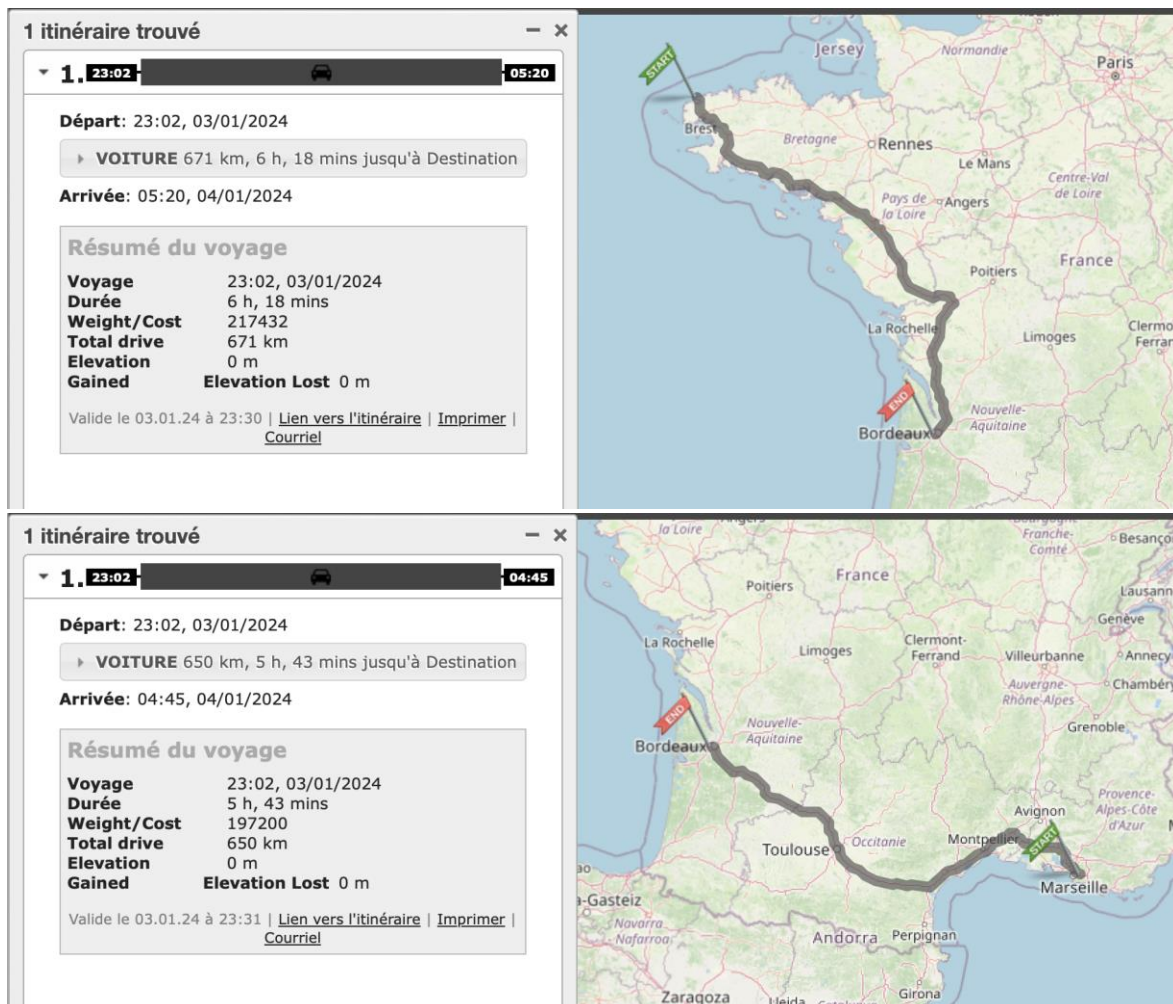 1 itinéraire trouvé
1. 23:02 05:20
Départ: 23:02, 03/01/2024
VOITURE 671 km, 6 h, 18 mins jusqu'à Destination
Arrivée: 05:20, 04/01/2024
Résumé du voyage
Voyage 23:02, 03/01/2024
Durée 6 h, 18 mins
Weight/Cost 217432
Total drive 671 km
Elevation 0 m
Gained Elevation Lost 0 m
Valide le 03.01.24 à 23:30 | Lien vers l'itinéraire | Imprimer |
Courriel
Jersey
Normandie
Paris
START
Brest
Bretagne
Rennes
Le Mans
Centre-Val
de Loire
Pays de
la Loire
Angers
France
Poitiers
La Rochelle
Limoges
Clermo
Ferran
END
Nouvelle-
Aquitaine
Bordeaux
1 itinéraire trouvé
1. 23:02 04:45
Départ: 23:02, 03/01/2024
VOITURE 650 km, 5 h, 43 mins jusqu'à Destination
Arrivée: 04:45, 04/01/2024
Résumé du voyage
Voyage 23:02, 03/01/2024
Durée 5 h, 43 mins
Weight/Cost 197200
Total drive 650 km
Elevation 0 m
Gained Elevation Lost 0 m
Valide le 03.01.24 à 23:31 | Lien vers l'itinéraire | Imprimer |
Courriel
la Loire
Franche-
Comté
Besanço
Poitiers
France
Lausann
Genève
La Rochelle
Limoges
Clermont-
Ferrand
Villeurbanne
Annecy
Auvergne-
Rhône-Alpes
Chambéry
END
Nouvelle-
Aquitaine
Grenoble
Bordeaux
Provence-
Alpes-Côte
d'Azur
Avignon
START
Montpellier
Occitanie
Toulouse
Marseille
a-Gasteiz
Navarra
- Nafarroa
Andorra
Perpignan
Girona
Zaragoza
Lleida